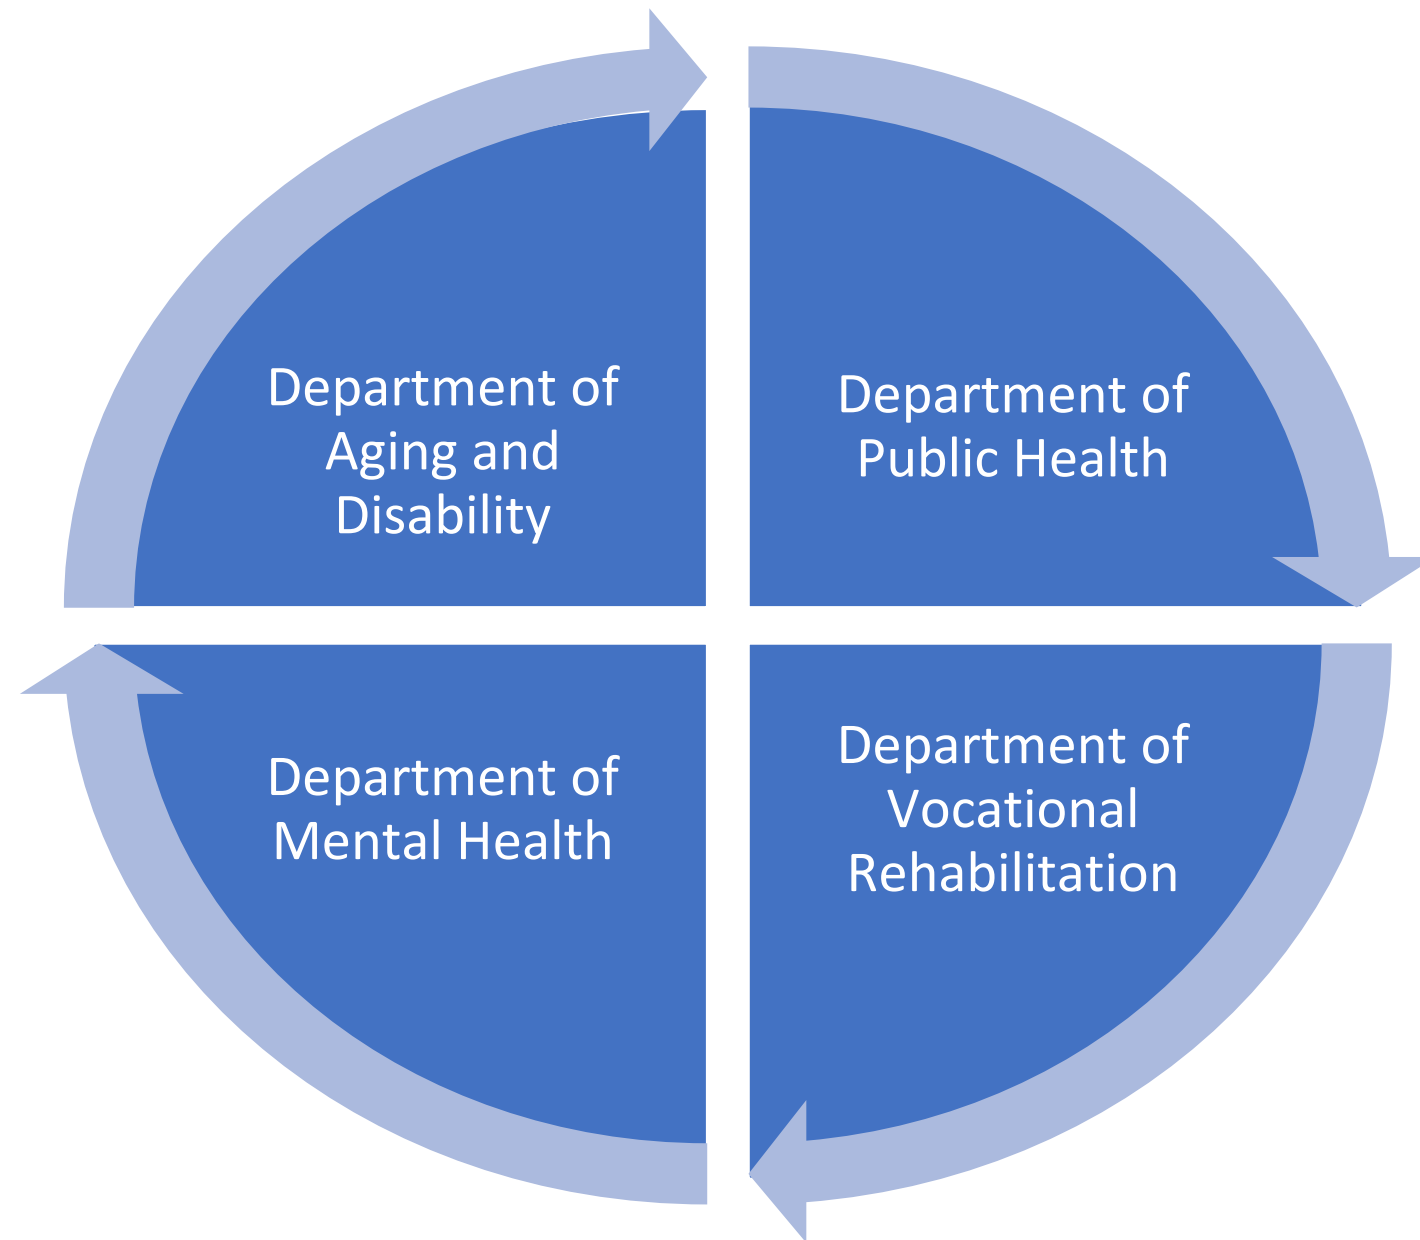 Department of
Aging and
Disability
Department of
Public Health
Department of
Mental Health
Department of
Vocational
Rehabilitation